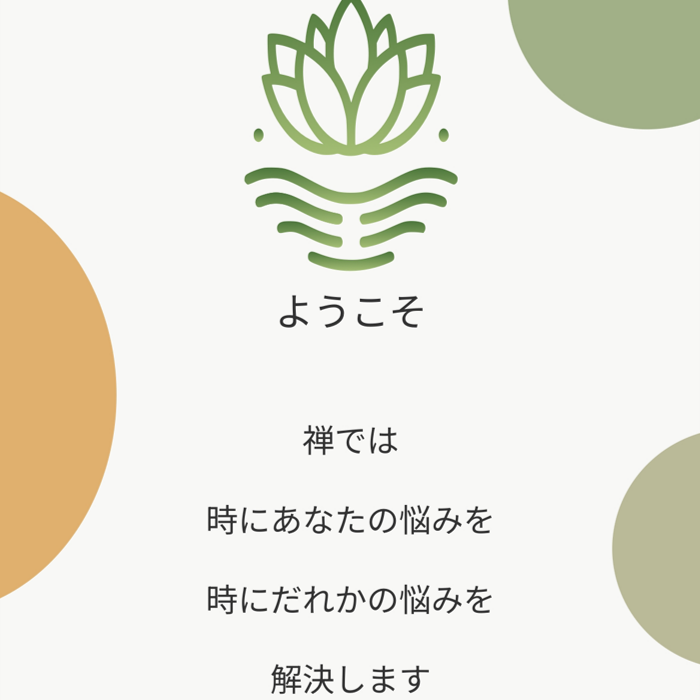 ようこそ
禅では
時にあなたの悩みを
時にだれかの悩みを
解決します